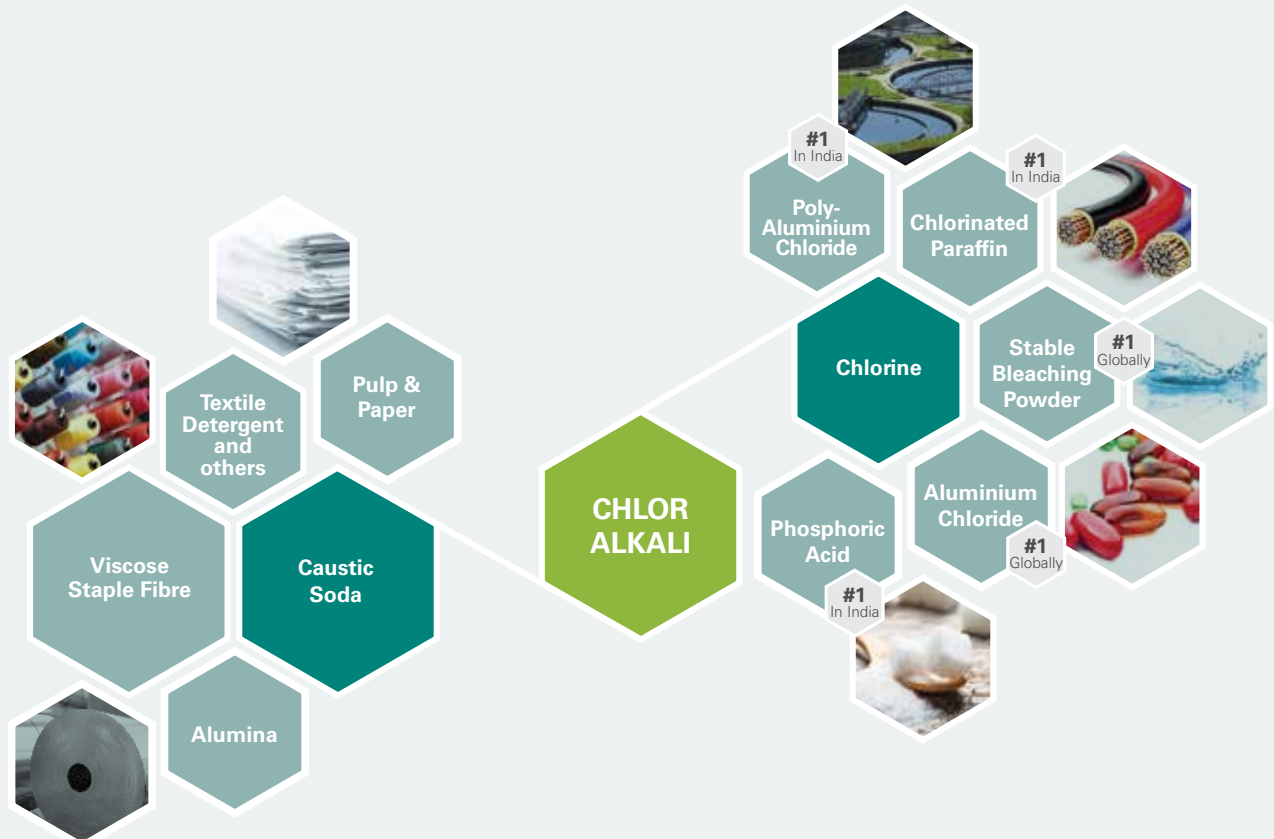 #1
In India
Poly-
Aluminium
Chloride
#1
In India
Chlorinated
Paraffin
Chlorine
Stable
Bleaching
Powder
#1
Globally
Pulp &
Paper
Textile
Detergent
and
others
CHLOR
ALKALI
Phosphoric
Acid
#1
In India
Aluminium
Chloride
#1
Globally
Viscose
Staple Fibre
Caustic
Soda
Alumina